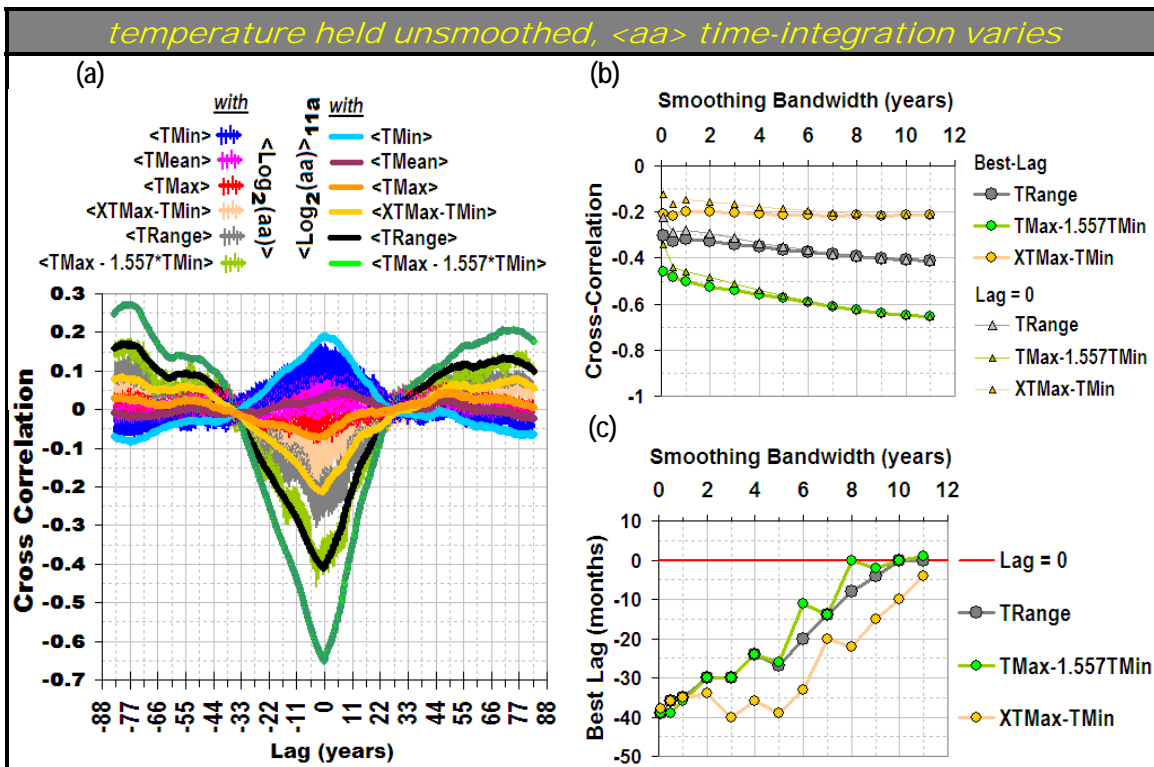 temperature held unsmoothed, <aa> time-integration varies
(a)
with
<TMin>
<TMean>
<TMax>
<XTMax-TMin>
<TRange>
<TMax - 1.557*TMin>
<Log2(aa)>
<Log2(aa)>11a
with
<TMin>
<TMean>
<TMax>
<XTMax-TMin>
<TRange>
<TMax - 1.557*TMin>
Cross Correlation
0.3
0.2
0.1
0
-0.1
-0.2
-0.3
-0.4
-0.5
-0.6
-0.7
-88 -77 -66 -55 -44 -33 -22 -11 0 11 22 33 44 55 66 77 88
Lag (years)
(b)
Smoothing Bandwidth (years)
0 2 4 6 8 10 12
Cross-Correlation
0
-0.2
-0.4
-0.6
-0.8
-1
Best-Lag
TRange
TMax-1.557TMin
XTMax-TMin
Lag = 0
TRange
TMax-1.557TMin
XTMax-TMin
(c)
Smoothing Bandwidth (years)
0 2 4 6 8 10 12
Best Lag (months)
10
0
-10
-20
-30
-40
-50
Lag = 0
TRange
TMax-1.557TMin
XTMax-TMin